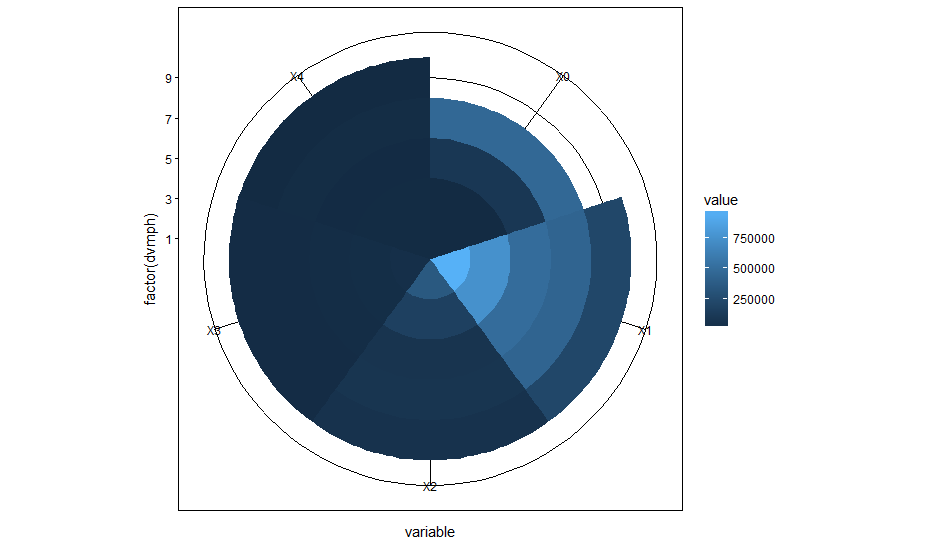 X4
X0
9
7
5
3
1
factor(dvmph)
X3
X1
X2
variable
value
750000
500000
250000